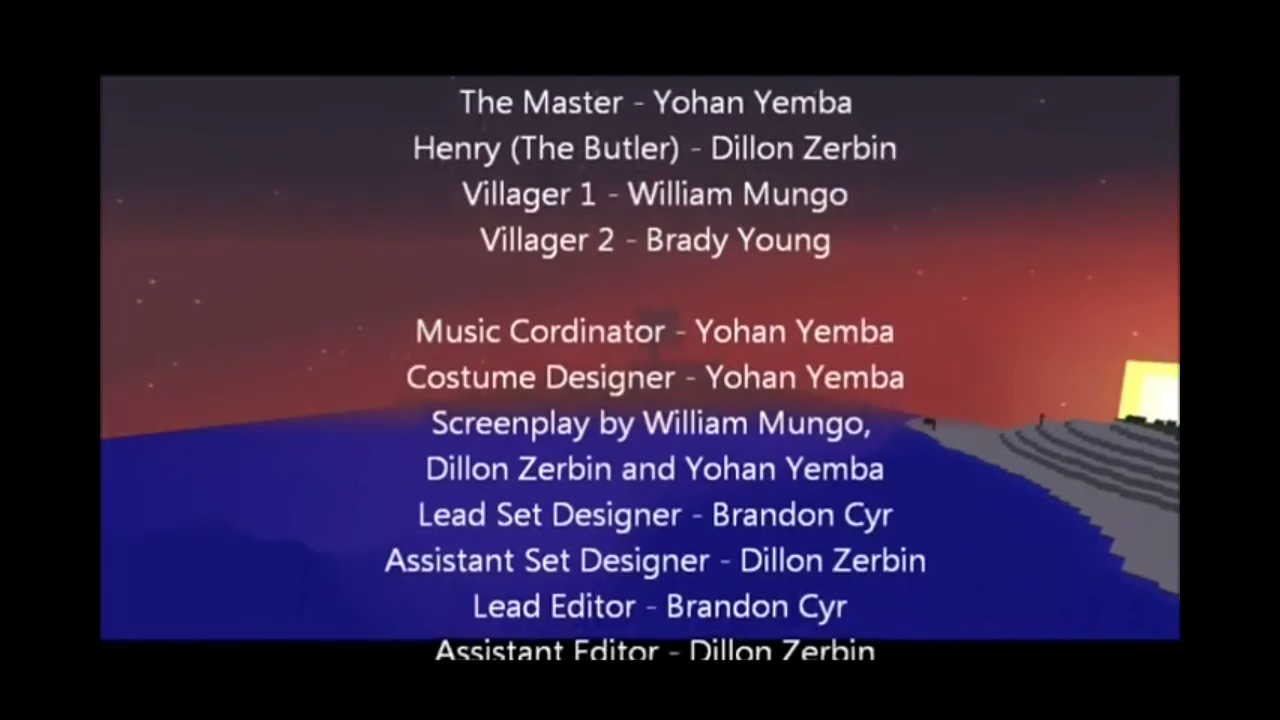 The Master - Yohan Yemba
Henry (The Butler) - Dillon Zerbin
Villager 1 - William Mungo
Villager 2 - Brady Young
Music Cordinator - Yohan Yemba
Costume Designer - Yohan Yemba
Screenplay by William Mungo,
Dillon Zerbin and Yohan Yemba
Lead Set Designer - Brandon Cyr
Assistant Set Designer - Dillon Zerbin
Lead Editor - Brandon Cyr
Assistant Editor - Dillon Zerbin